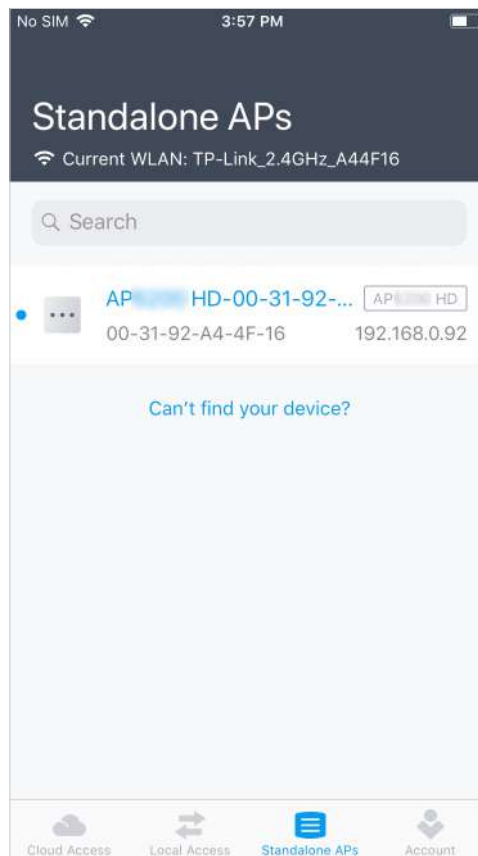 No SIM 3:57 PM
Standalone APs
Current WLAN: TP-Link_2.4GHz_A44F16
Search
AP HD-00-31-92-... AP HD
00-31-92-A4-4F-16 192.168.0.92
Can't find your device?
Cloud Access Local Access Standalone APs Account